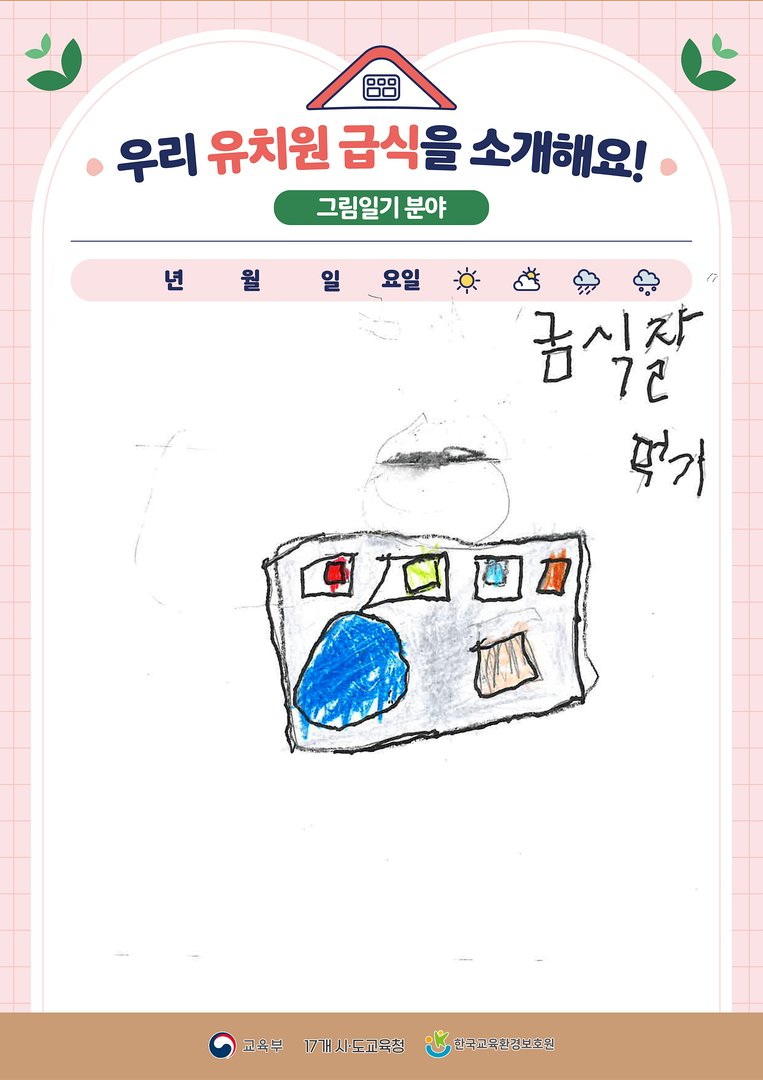 우리 유치원 급식을 소개해요!
그림일기 분야
년 월 일 요일
급식잘
먹기
교육부 17개 시·도교육청 한국교육환경보호원